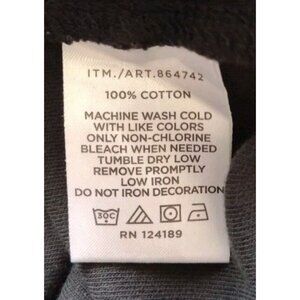 ITM./ART.864742
100% COTTON
MACHINE WASH COLD
WITH LIKE COLORS
ONLY NON-CHLORINE
BLEACH WHEN NEEDED
TUMBLE DRY LOW
REMOVE PROMPTLY
LOW IRON
DO NOT IRON DECORATION
30C
RN 124189